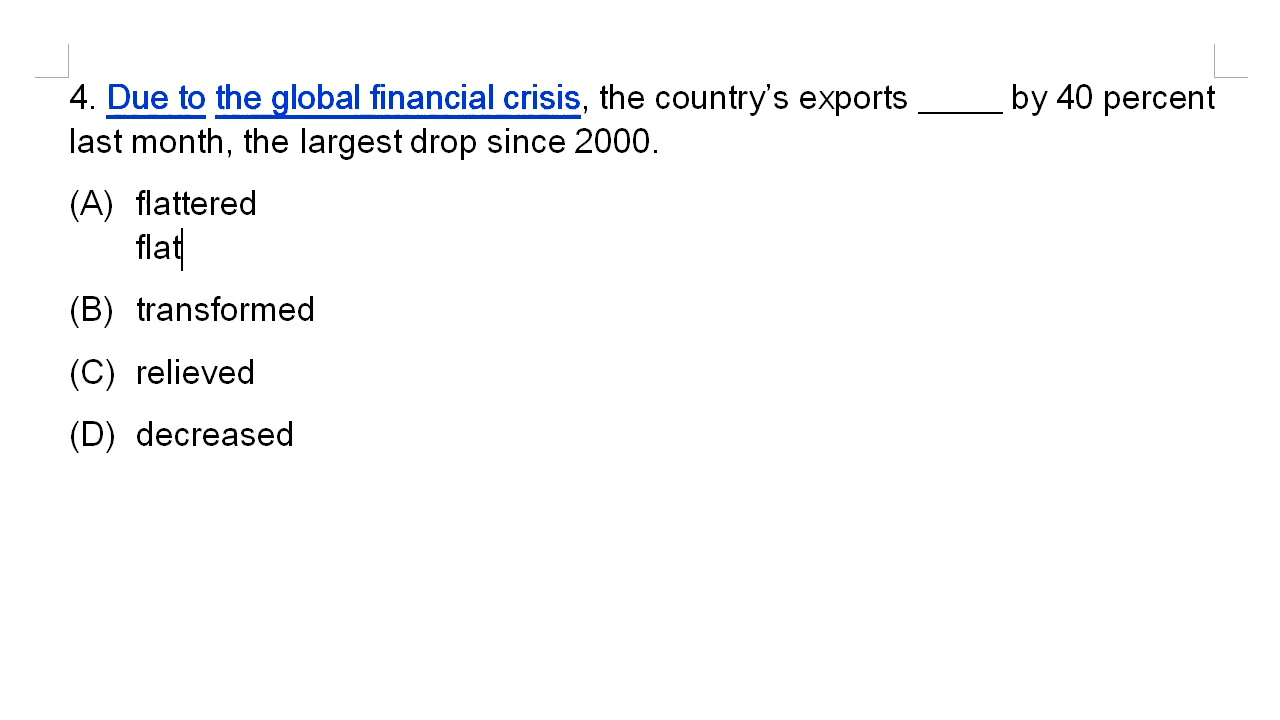 4. Due to the global financial crisis, the country’s exports _____ by 40 percent
last month, the largest drop since 2000.
(A) flattered
flat
(B) transformed
(C) relieved
(D) decreased